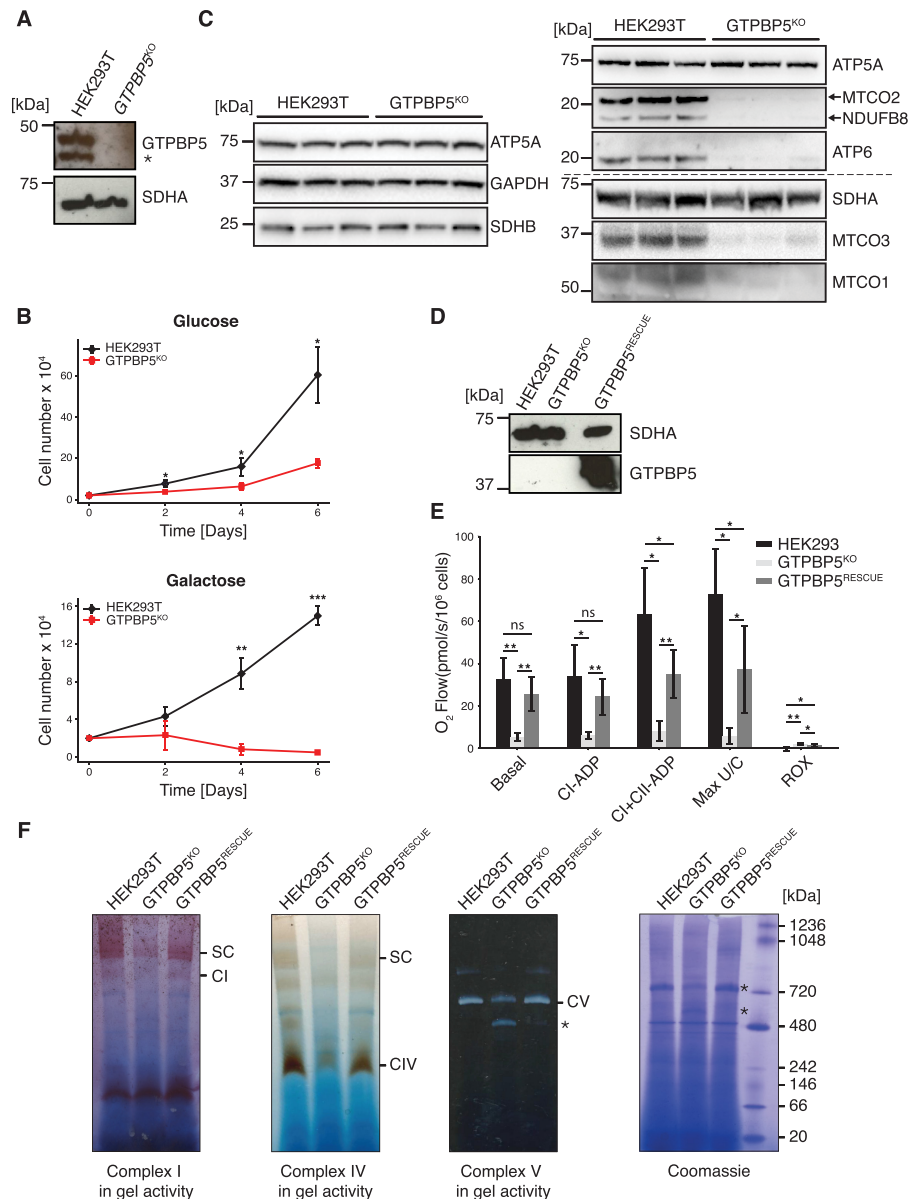 A
HEK293T
GTPBP5KO
[kDa]
50
GTPBP5
*
75
SDHA
C
HEK293T
GTPBP5KO
[kDa]
75
ATP5A
37
GAPDH
25
SDHB
HEK293T
GTPBP5KO
[kDa]
75
ATP5A
20
MTCO2
NDUFB8
20
ATP6
75
SDHA
37
MTCO3
50
MTCO1
B
Glucose
HEK293T
GTPBP5KO
Cell number x 10⁴
60
40
20
0
*
*
*
0 2 4 6
Time [Days]
Galactose
HEK293T
GTPBP5KO
Cell number x 10⁴
16
12
8
4
0
**
***
0 2 4 6
Time [Days]
D
HEK293T
GTPBP5KO
GTPBP5RESCUE
[kDa]
75
SDHA
37
GTPBP5
E
HEK293
GTPBP5KO
GTPBP5RESCUE
O₂ Flow(pmol/s/10⁶ cells)
100
80
60
40
20
0
ns
**
**
ns
*
**
*
*
**
*
*
*
*
**
*
Basal
CI-ADP
CI+CII-ADP
Max U/C
ROX
F
HEK293T
GTPBP5KO
GTPBP5RESCUE
SC
CI
Complex I
in gel activity
HEK293T
GTPBP5KO
GTPBP5RESCUE
SC
CIV
Complex IV
in gel activity
HEK293T
GTPBP5KO
GTPBP5RESCUE
CV
*
Complex V
in gel activity
HEK293T
GTPBP5KO
GTPBP5RESCUE
[kDa]
1236
1048
*
720
*
480
242
146
66
20
Coomassie